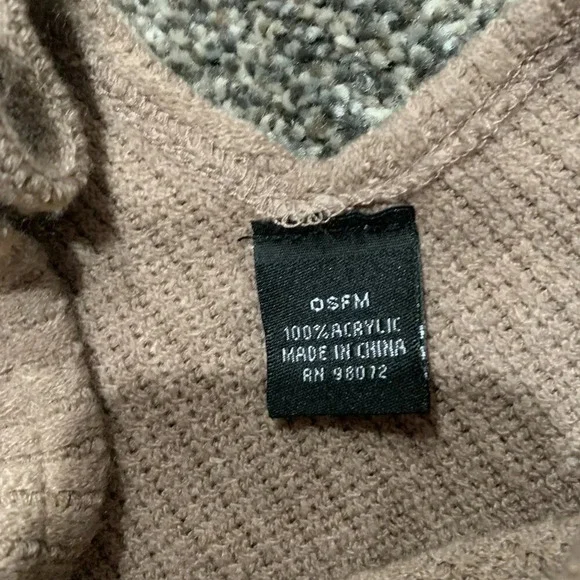 OSFM
100% ACRYLIC
MADE IN CHINA
RN 98072